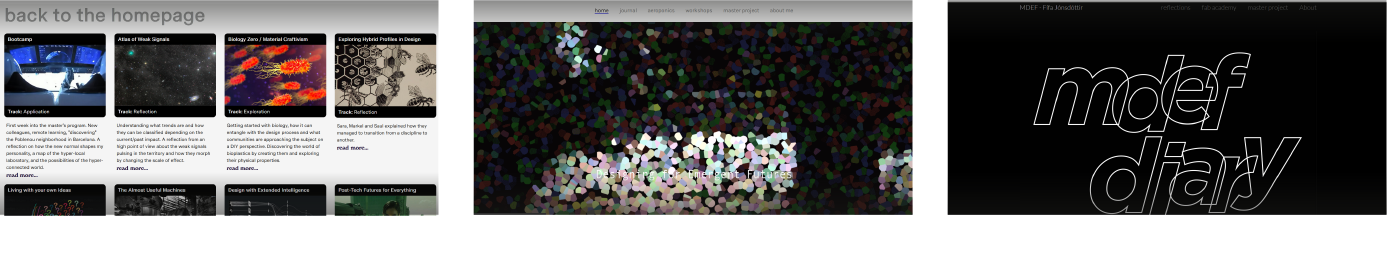 back to the homepage
Bootcamp
Track: Application
First week into the master's program. New
colleagues, remote learning, "discovering"
the Poblenou neighborhood in Barcelona. A
reflection on how the new normal shapes my
personality, a map of the hyper-local
laboratory, and the possibilities of the hyper-
connected world.
read more...
Atlas of Weak Signals
Track: Reflection
Understanding what trends are and how
they can be classified depending on the
current/past impact. A reflection from an
high point of view about the weak signals
pulsing in the territory and how they morph
by changing the scale of effect.
read more...
Biology Zero / Material Craftivism
Track: Exploration
Getting started with biology, how it can
entangle with the design process and what
communities are approaching the subject on
a DIY perspective. Discovering the world of
bioplastics by creating them and exploring
their physical properties.
read more...
Exploring Hybrid Profiles in Design
Track: Reflection
Sara, Markel and Saul explained how they
managed to transition from a discipline to
another.
read more...
Living with your own ideas
The Almost Useful Machines
Design with Extended Intelligence
Post-Tech Futures for Everything
home journal aeroponics workshops master project about me
Designing for Emergent Futures
MDEF - Fífa Jónsdóttir reflections fab academy master project About
mdef
diary